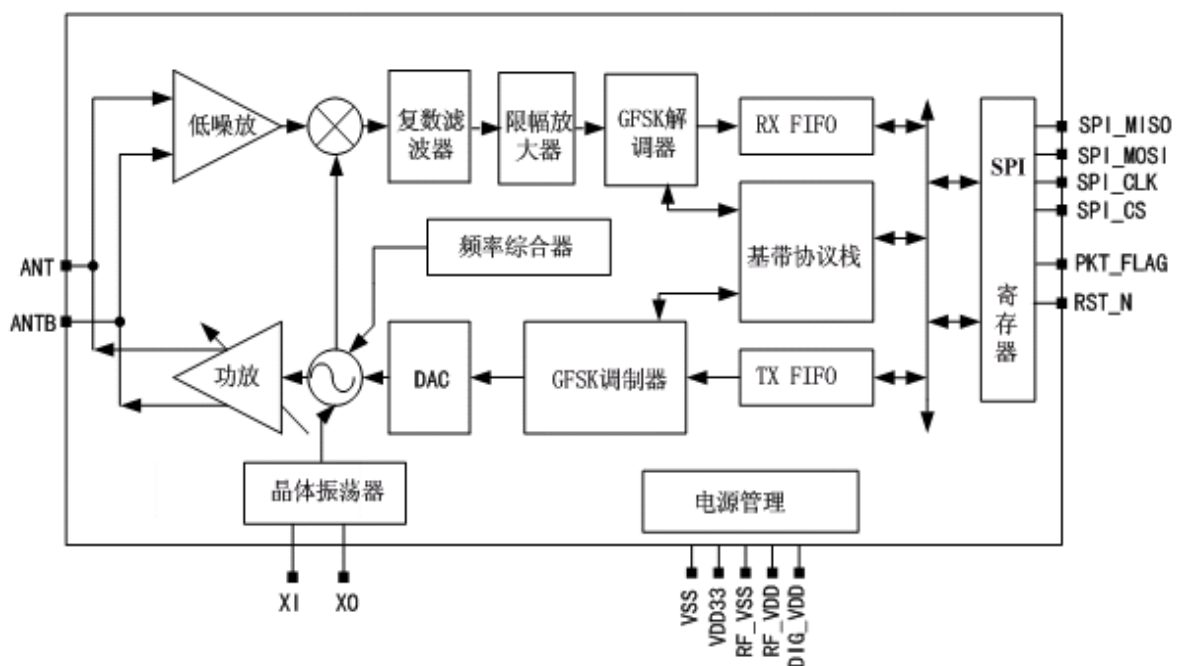 低噪放
复数滤
波器
限幅放
大器
GFSK解
调器
RX FIFO
SPI
寄
存
器
SPI_MISO
SPI_MOSI
SPI_CLK
SPI_CS
PKT_FLAG
RST_N
频率综合器
基带协议栈
ANT
ANTB
功放
DAC
GFSK调制器
TX FIFO
晶体振荡器
电源管理
XI
XO
VSS
VDD33
RF_VSS
RF_VDD
DIG_VDD